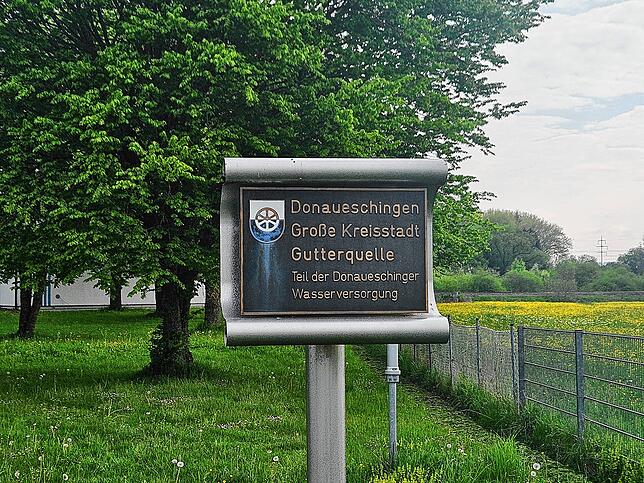 Donaueschingen
Große Kreisstadt
Gutterquelle
Teil der Donaueschinger
Wasserversorgung